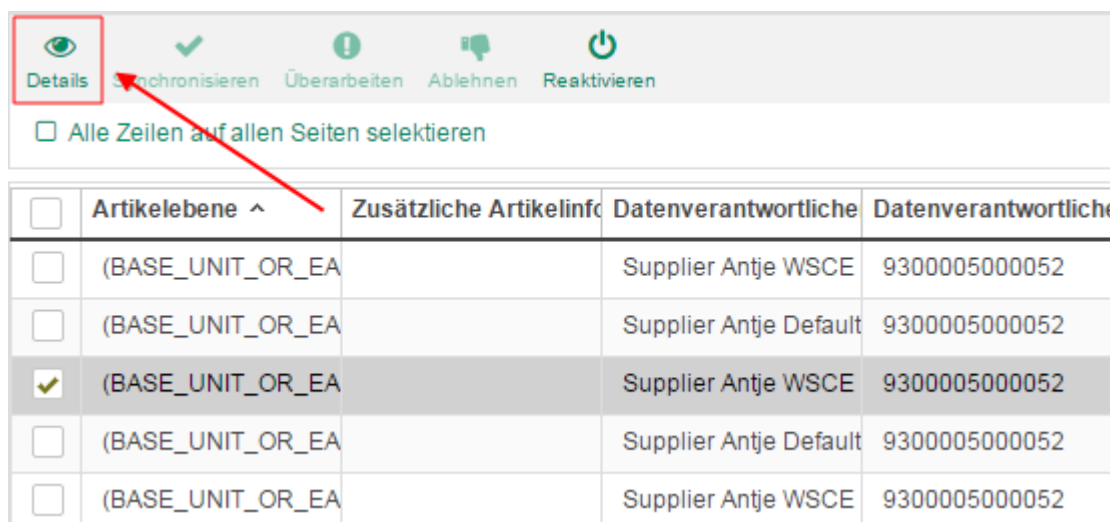 Details Synchronisieren Überarbeiten Ablehnen Reaktivieren
Alle Zeilen auf allen Seiten selektieren
Artikelebene Zusätzliche Artikelinfo Datenverantwortliche Datenverantwortliche
(BASE_UNIT_OR_EA Supplier Antje WSCE 9300005000052
(BASE_UNIT_OR_EA Supplier Antje Default 9300005000052
(BASE_UNIT_OR_EA Supplier Antje WSCE 9300005000052
(BASE_UNIT_OR_EA Supplier Antje Default 9300005000052
(BASE_UNIT_OR_EA Supplier Antje WSCE 9300005000052